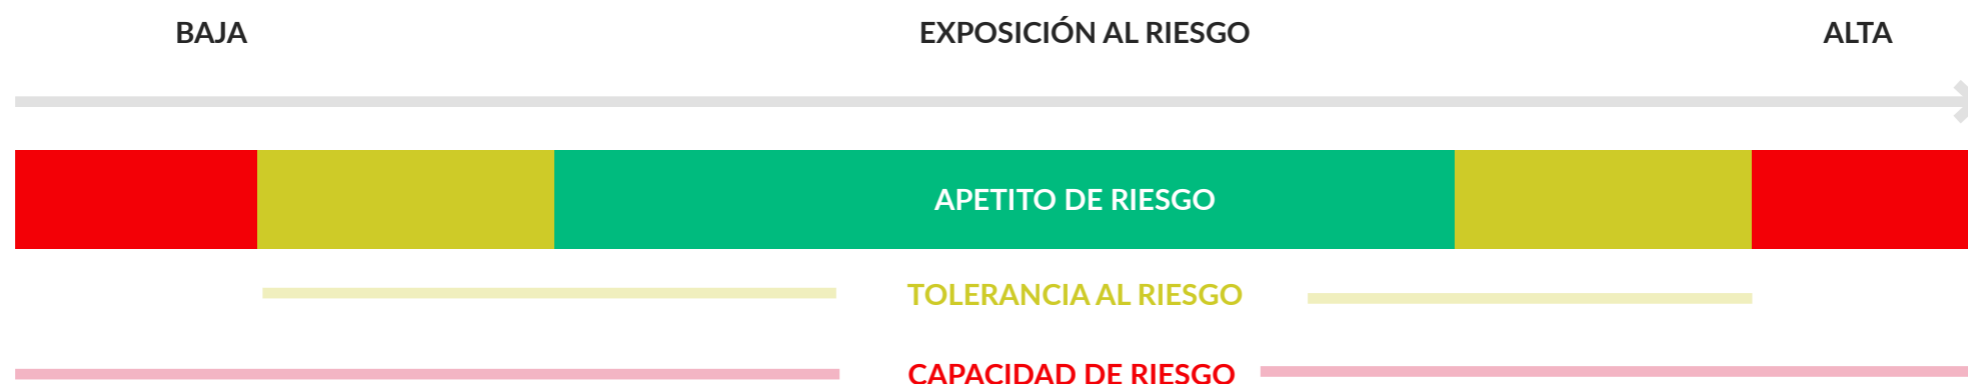 BAJA EXPOSICIÓN AL RIESGO ALTA
APETITO DE RIESGO
TOLERANCIA AL RIESGO
CAPACIDAD DE RIESGO